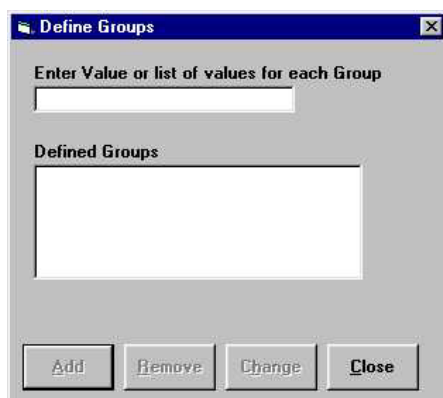 Define Groups
Enter Value or list of values for each Group
Defined Groups
Add Remove Change Close